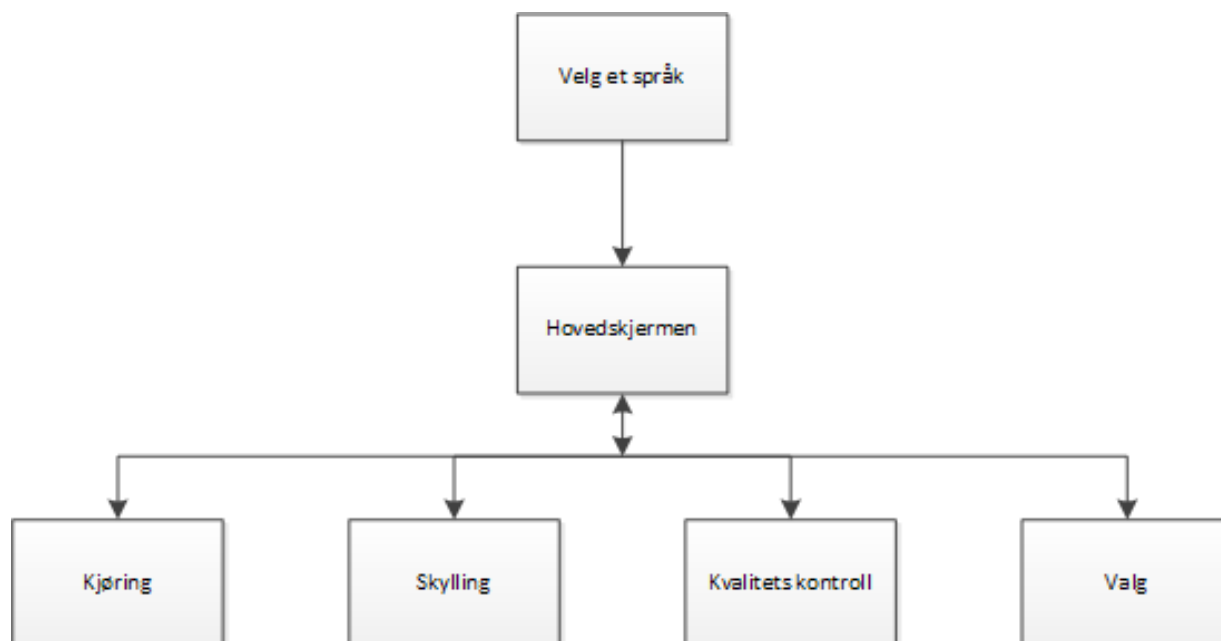 Velg et språk
Hovedskjermen
Kjøring
Skylling
Kvalitets kontroll
Valg